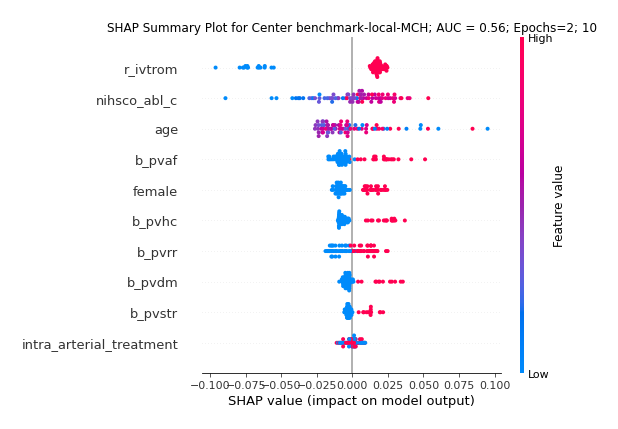 SHAP Summary Plot for Center benchmark-local-MCH; AUC = 0.56; Epochs=2; 10
High
r_ivtrom
nihsco_abl_c
age
b_pvaf
female
b_pvhc
b_pvrr
b_pvdm
b_pvstr
intra_arterial_treatment
Feature value
Low
−0.100 −0.075 −0.050 −0.025 0.000 0.025 0.050 0.075 0.100
SHAP value (impact on model output)